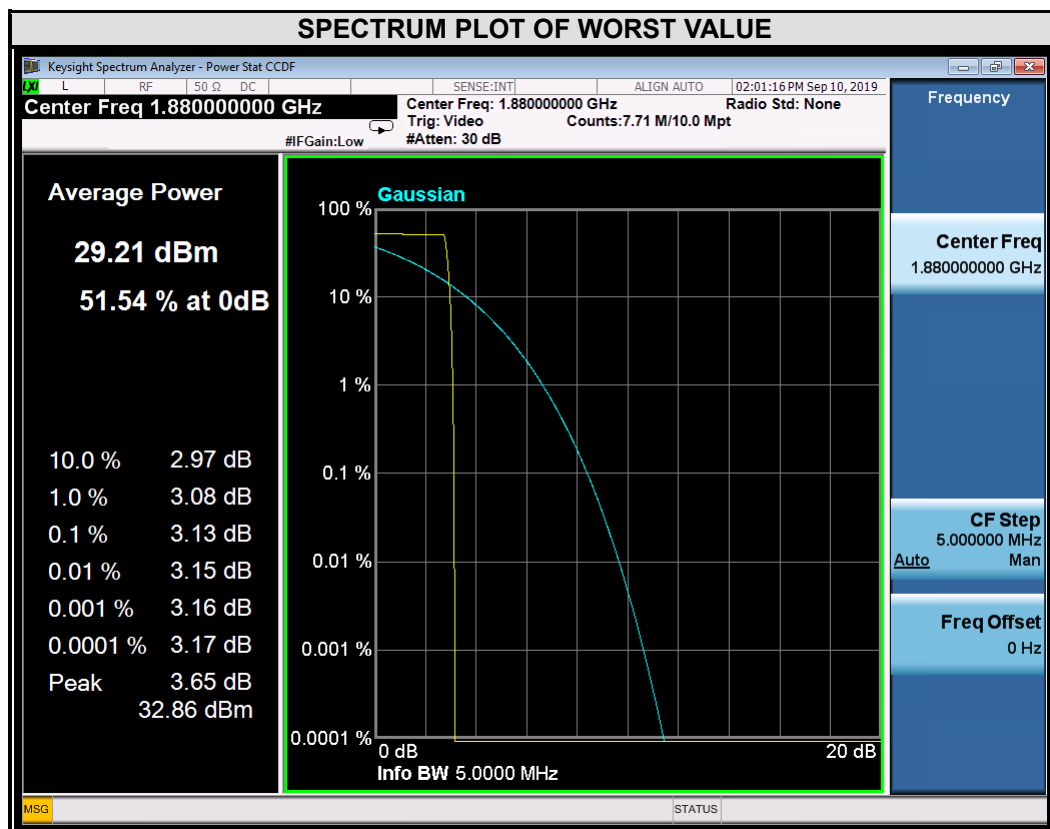 SPECTRUM PLOT OF WORST VALUE
Keysight Spectrum Analyzer - Power Stat CCDF
LXI L RF 50 Ω DC SENSE:INT ALIGN AUTO 02:01:16 PM Sep 10, 2019
Center Freq 1.880000000 GHz
Center Freq: 1.880000000 GHz Radio Std: None
Trig: Video Counts:7.71 M/10.0 Mpt
#IFGain:Low #Atten: 30 dB
Average Power
29.21 dBm
51.54 % at 0dB
10.0 % 2.97 dB
1.0 % 3.08 dB
0.1 % 3.13 dB
0.01 % 3.15 dB
0.001 % 3.16 dB
0.0001 % 3.17 dB
Peak 3.65 dB
32.86 dBm
Gaussian
100 %
10 %
1 %
0.1 %
0.01 %
0.001 %
0.0001 %
0 dB 20 dB
Info BW 5.0000 MHz
Frequency
Center Freq
1.880000000 GHz
CF Step
5.000000 MHz
Auto Man
Freq Offset
0 Hz
MSG STATUS